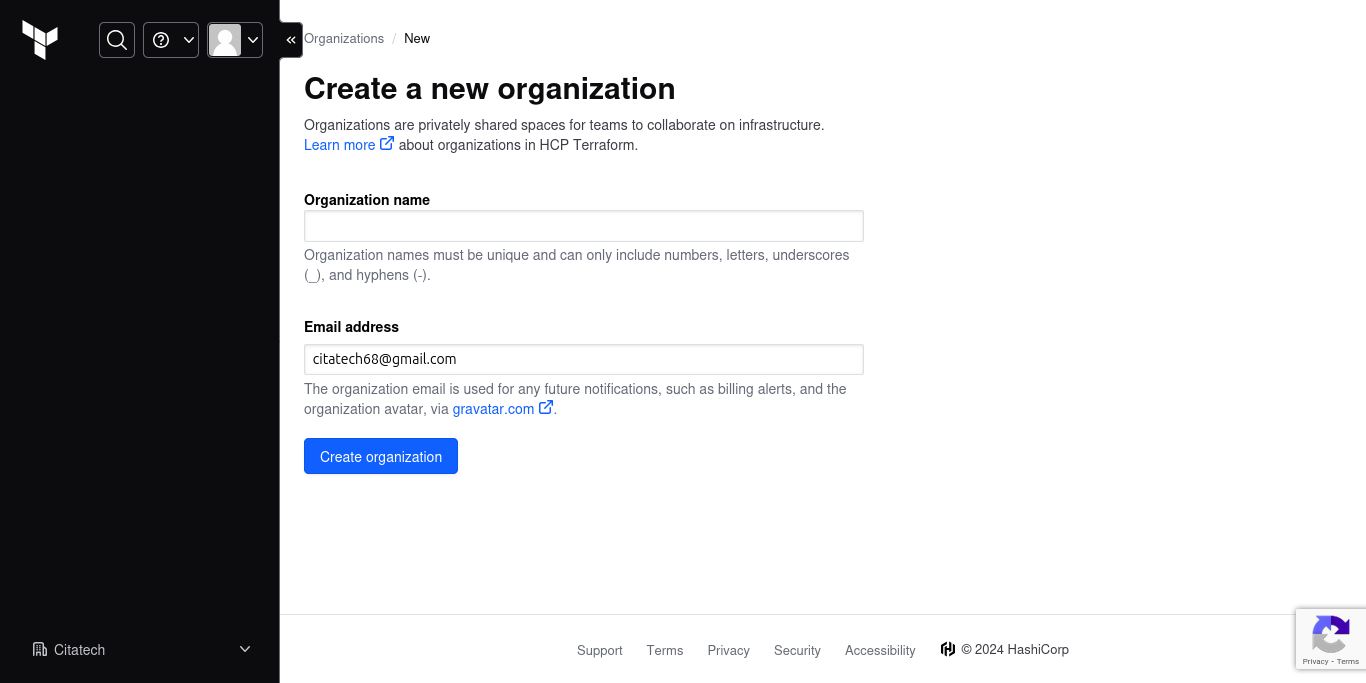 Organizations / New
Create a new organization
Organizations are privately shared spaces for teams to collaborate on infrastructure.
Learn more about organizations in HCP Terraform.
Organization name
Organization names must be unique and can only include numbers, letters, underscores
(_), and hyphens (-).
Email address
citatech68@gmail.com
The organization email is used for any future notifications, such as billing alerts, and the
organization avatar, via gravatar.com.
Create organization
Citatech
Support Terms Privacy Security Accessibility © 2024 HashiCorp
Privacy - Terms